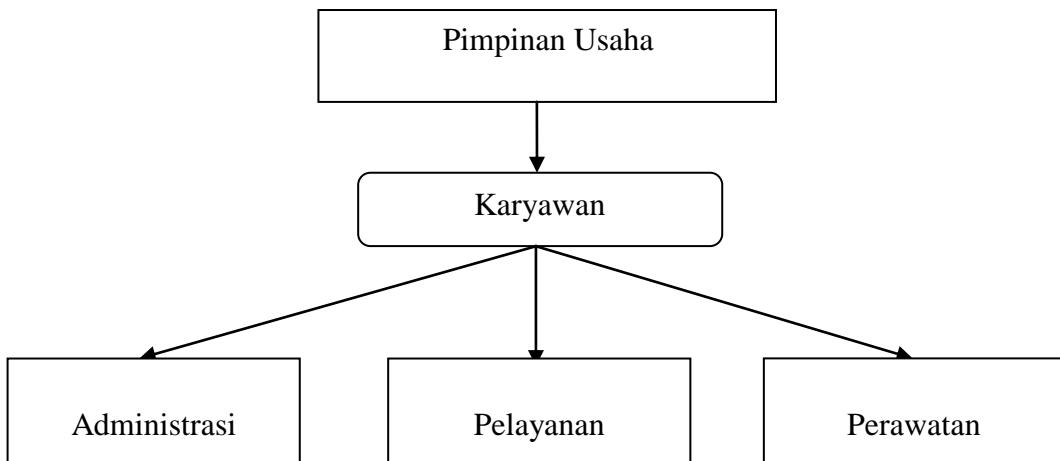 Pimpinan Usaha
Karyawan
Administrasi
Pelayanan
Perawatan